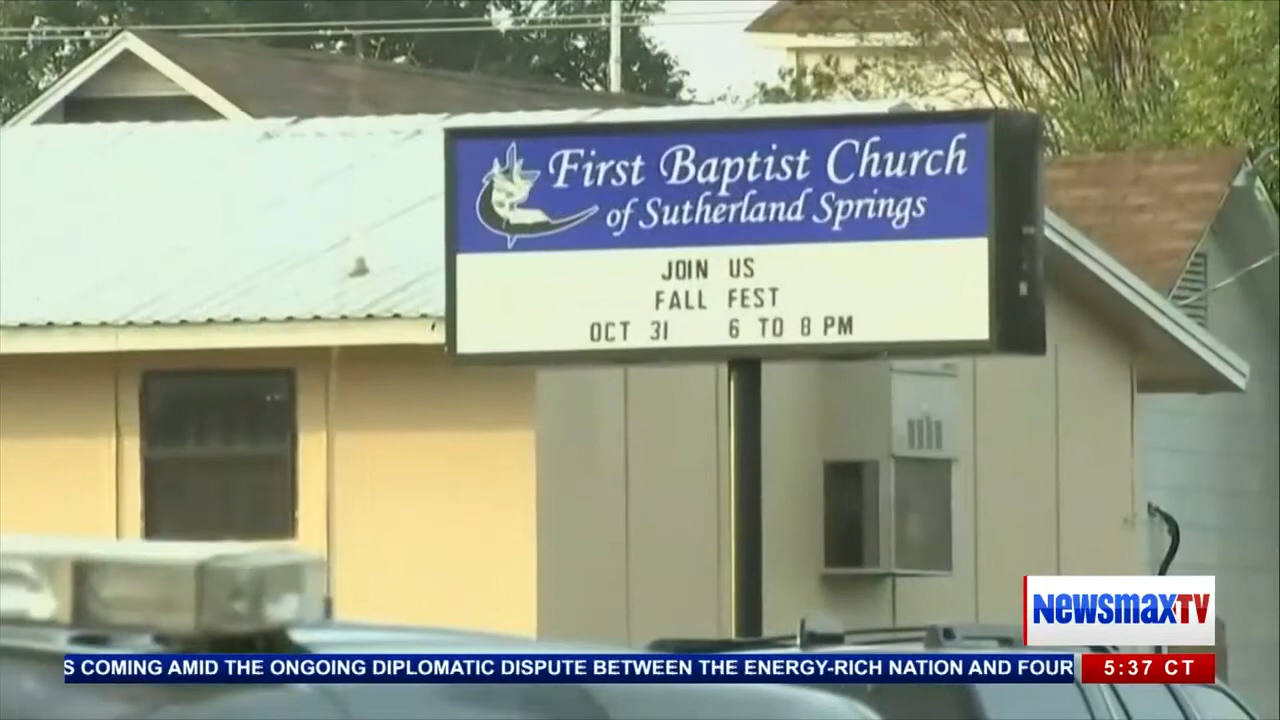 First Baptist Church
of Sutherland Springs
JOIN US
FALL FEST
OCT 31 6 TO 8 PM
NEWSMAXTV
S COMING AMID THE ONGOING DIPLOMATIC DISPUTE BETWEEN THE ENERGY-RICH NATION AND FOUR
5:37 CT